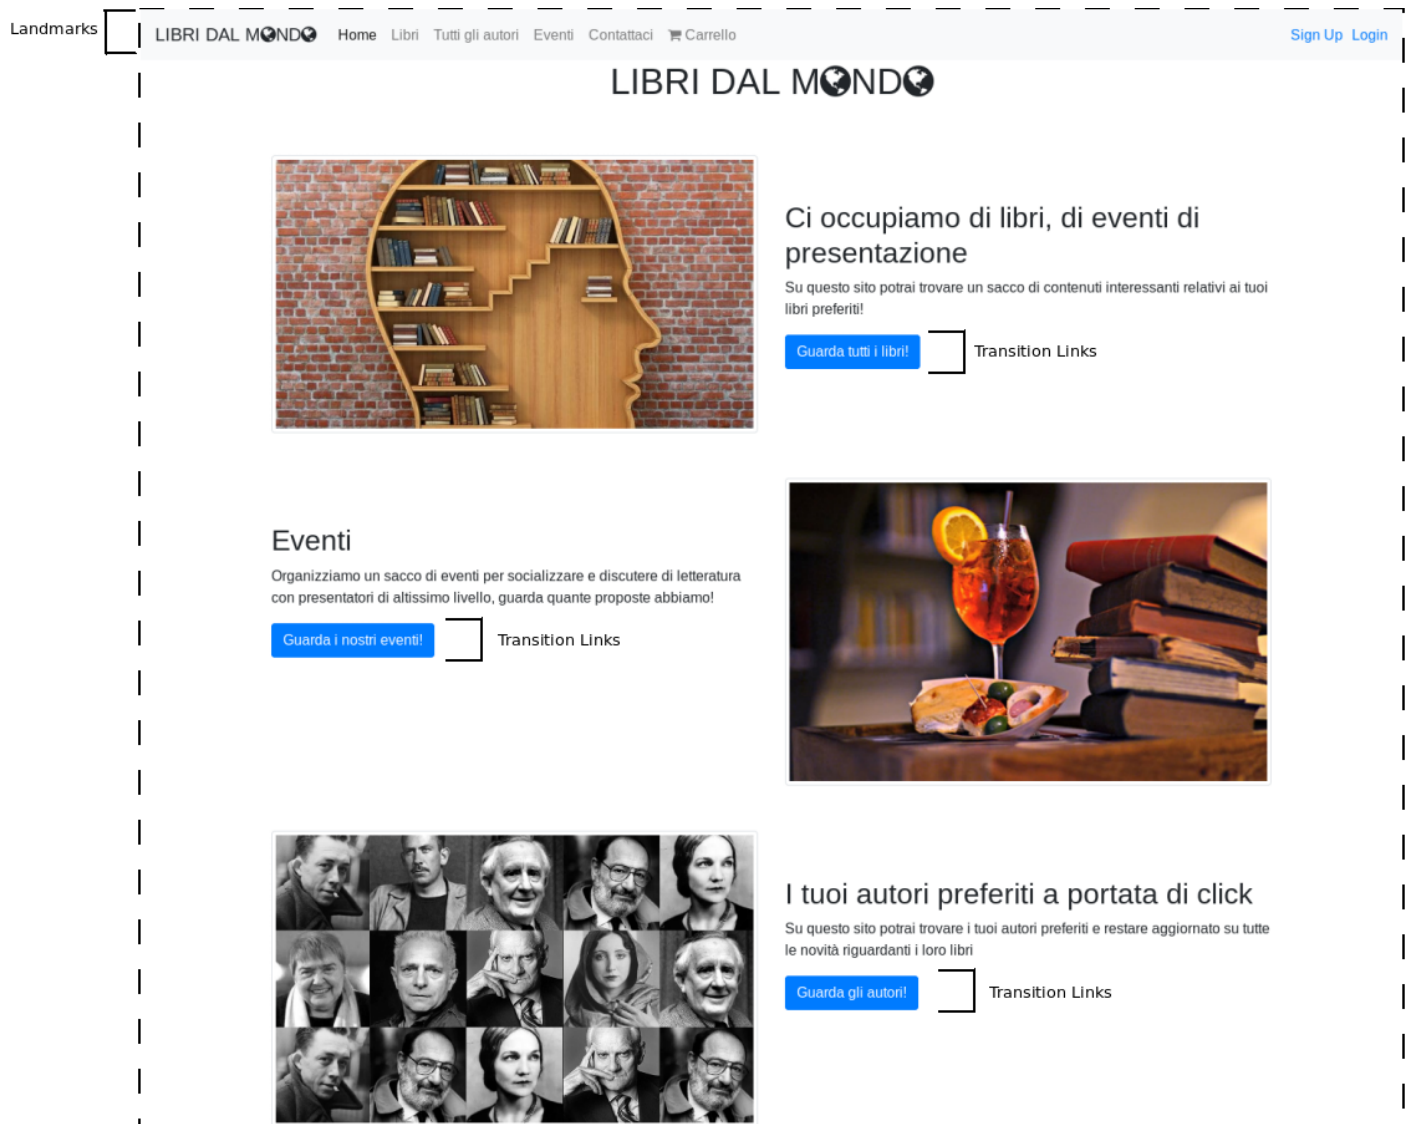 Landmarks
LIBRI DAL MONDO Home Libri Tutti gli autori Eventi Contattaci Carrello Sign Up Login
LIBRI DAL MONDO
Ci occupiamo di libri, di eventi di
presentazione
Su questo sito potrai trovare un sacco di contenuti interessanti relativi ai tuoi
libri preferiti!
Guarda tutti i libri! Transition Links
Eventi
Organizziamo un sacco di eventi per socializzare e discutere di letteratura
con presentatori di altissimo livello, guarda quante proposte abbiamo!
Guarda i nostri eventi! Transition Links
I tuoi autori preferiti a portata di click
Su questo sito potrai trovare i tuoi autori preferiti e restare aggiornato su tutte
le novità riguardanti i loro libri
Guarda gli autori! Transition Links